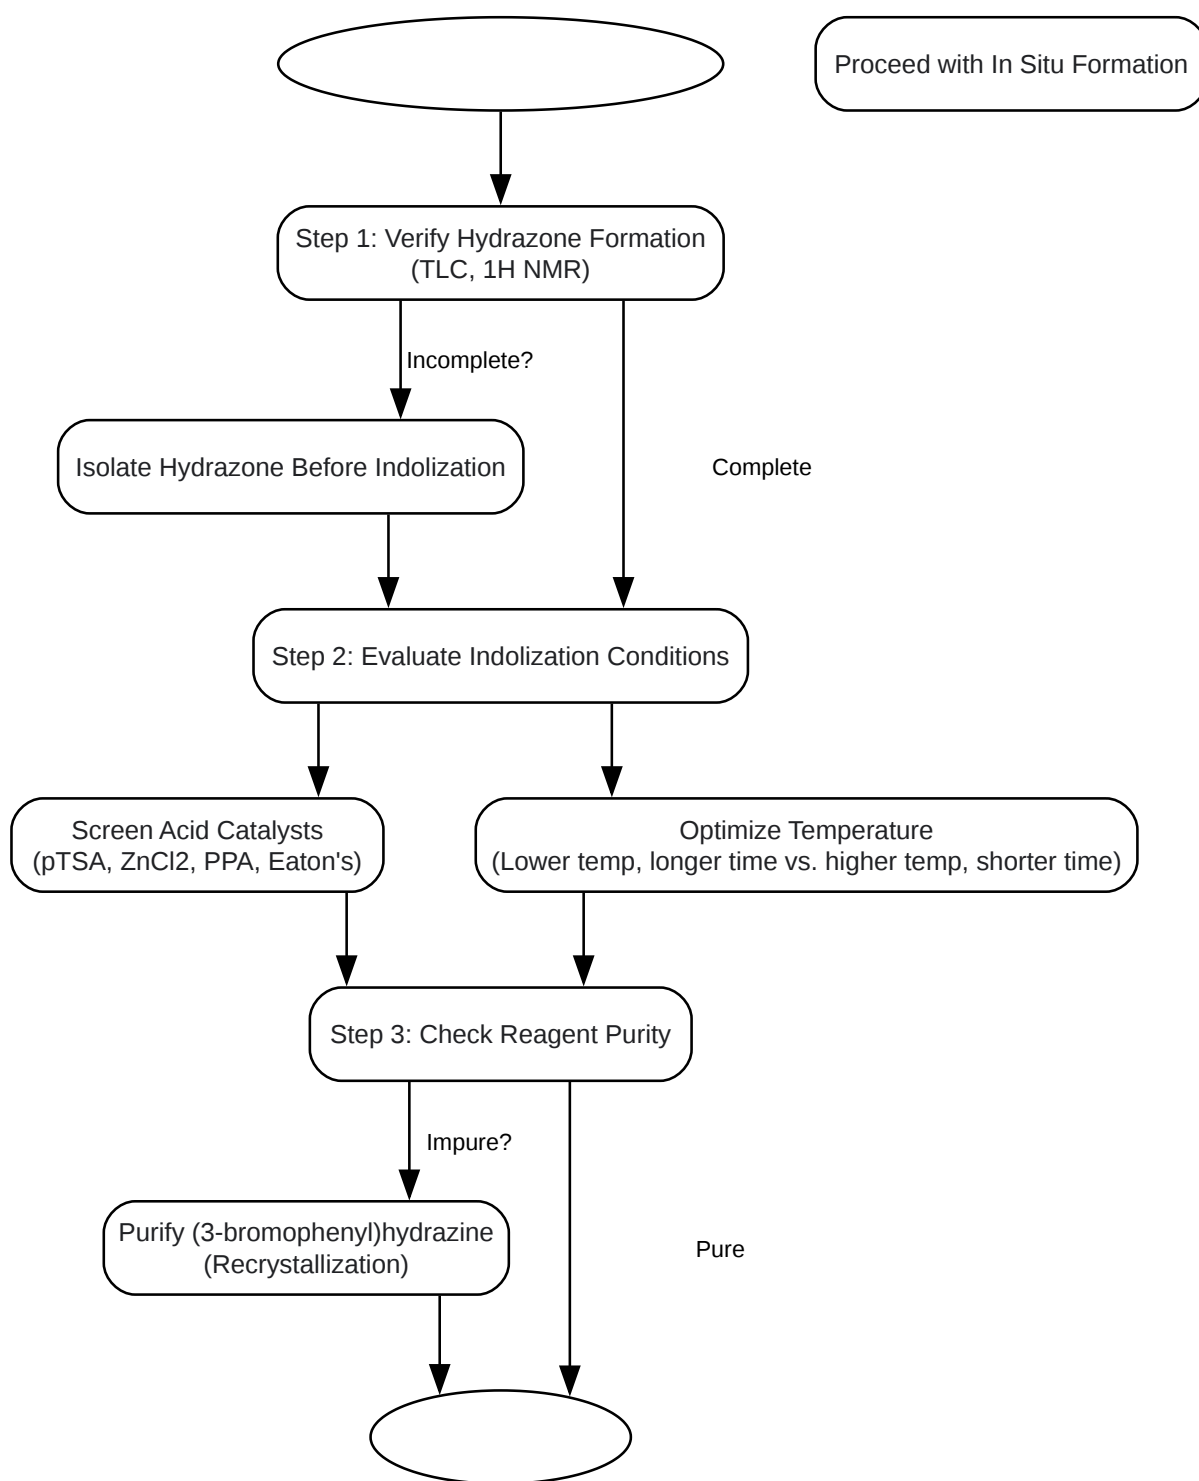 Proceed with In Situ Formation
Step 1: Verify Hydrazone Formation
(TLC, 1H NMR)
Incomplete?
Isolate Hydrazone Before Indolization
Complete
Step 2: Evaluate Indolization Conditions
Screen Acid Catalysts
(pTSA, ZnCl2, PPA, Eaton's)
Optimize Temperature
(Lower temp, longer time vs. higher temp, shorter time)
Step 3: Check Reagent Purity
Impure?
Purify (3-bromophenyl)hydrazine
(Recrystallization)
Pure